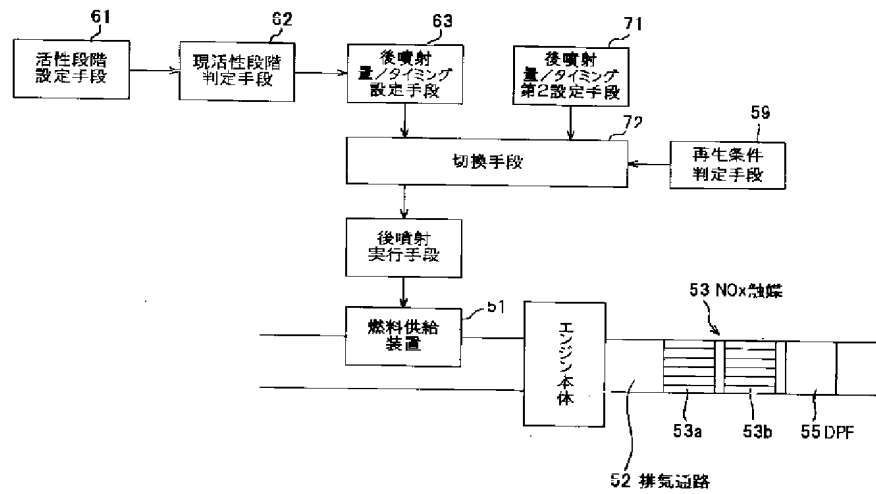 61
62
63
71
活性段階
設定手段
現活性段階
判定手段
後噴射
量/タイミング
設定手段
後噴射
量/タイミング
第2設定手段
72
59
切換手段
再生条件
判定手段
後噴射
実行手段
51
燃料供給
装置
エンジン本体
53 NOx触媒
53a
53b
55 DPF
52 排気通路